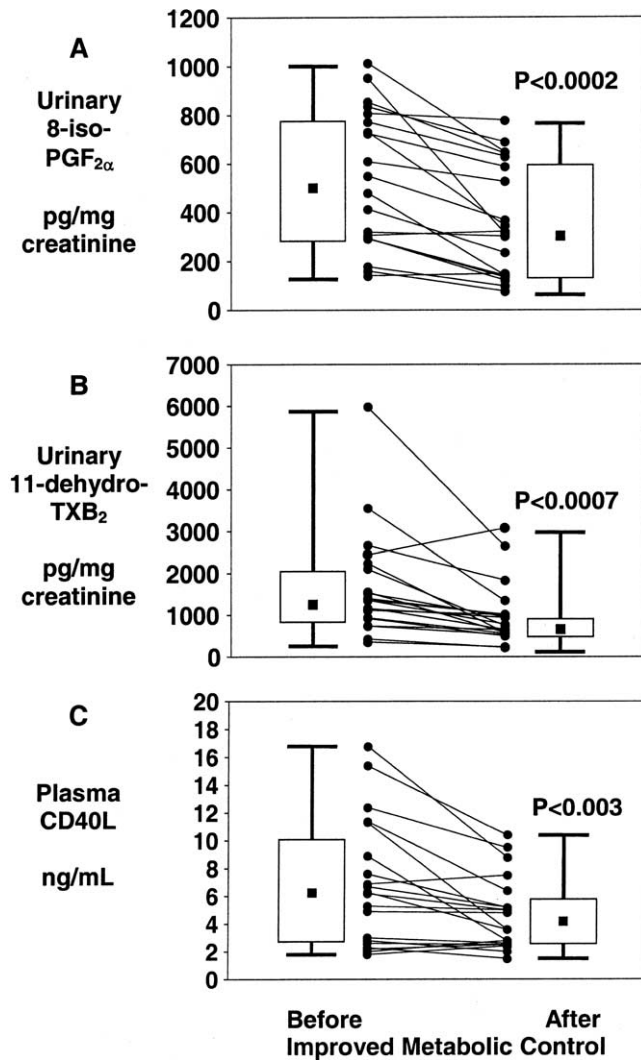 A
Urinary
8-iso-
PGF2α
pg/mg
creatinine
1200
1000
800
600
400
200
0
P<0.0002
B
Urinary
11-dehydro-
TXB2
pg/mg
creatinine
7000
6000
5000
4000
3000
2000
1000
0
P<0.0007
C
Plasma
CD40L
ng/mL
20
18
16
14
12
10
8
6
4
2
0
P<0.003
Before After
Improved Metabolic Control